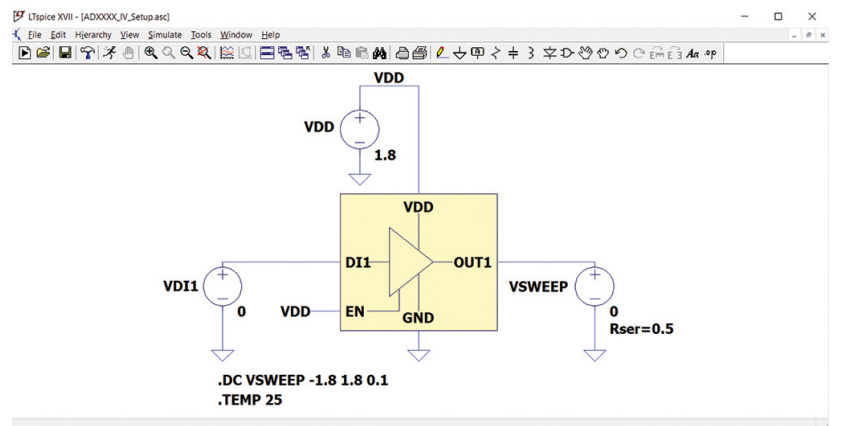 LTspice XVII - [ADXXXX_IV_Setup.asc]
File Edit Hierarchy View Simulate Tools Window Help
VDD
VDD
1.8
VDD
DI1
OUT1
VDI1
VSWEEP
0
VDD
EN
GND
0
Rser=0.5
.DC VSWEEP -1.8 1.8 0.1
.TEMP 25